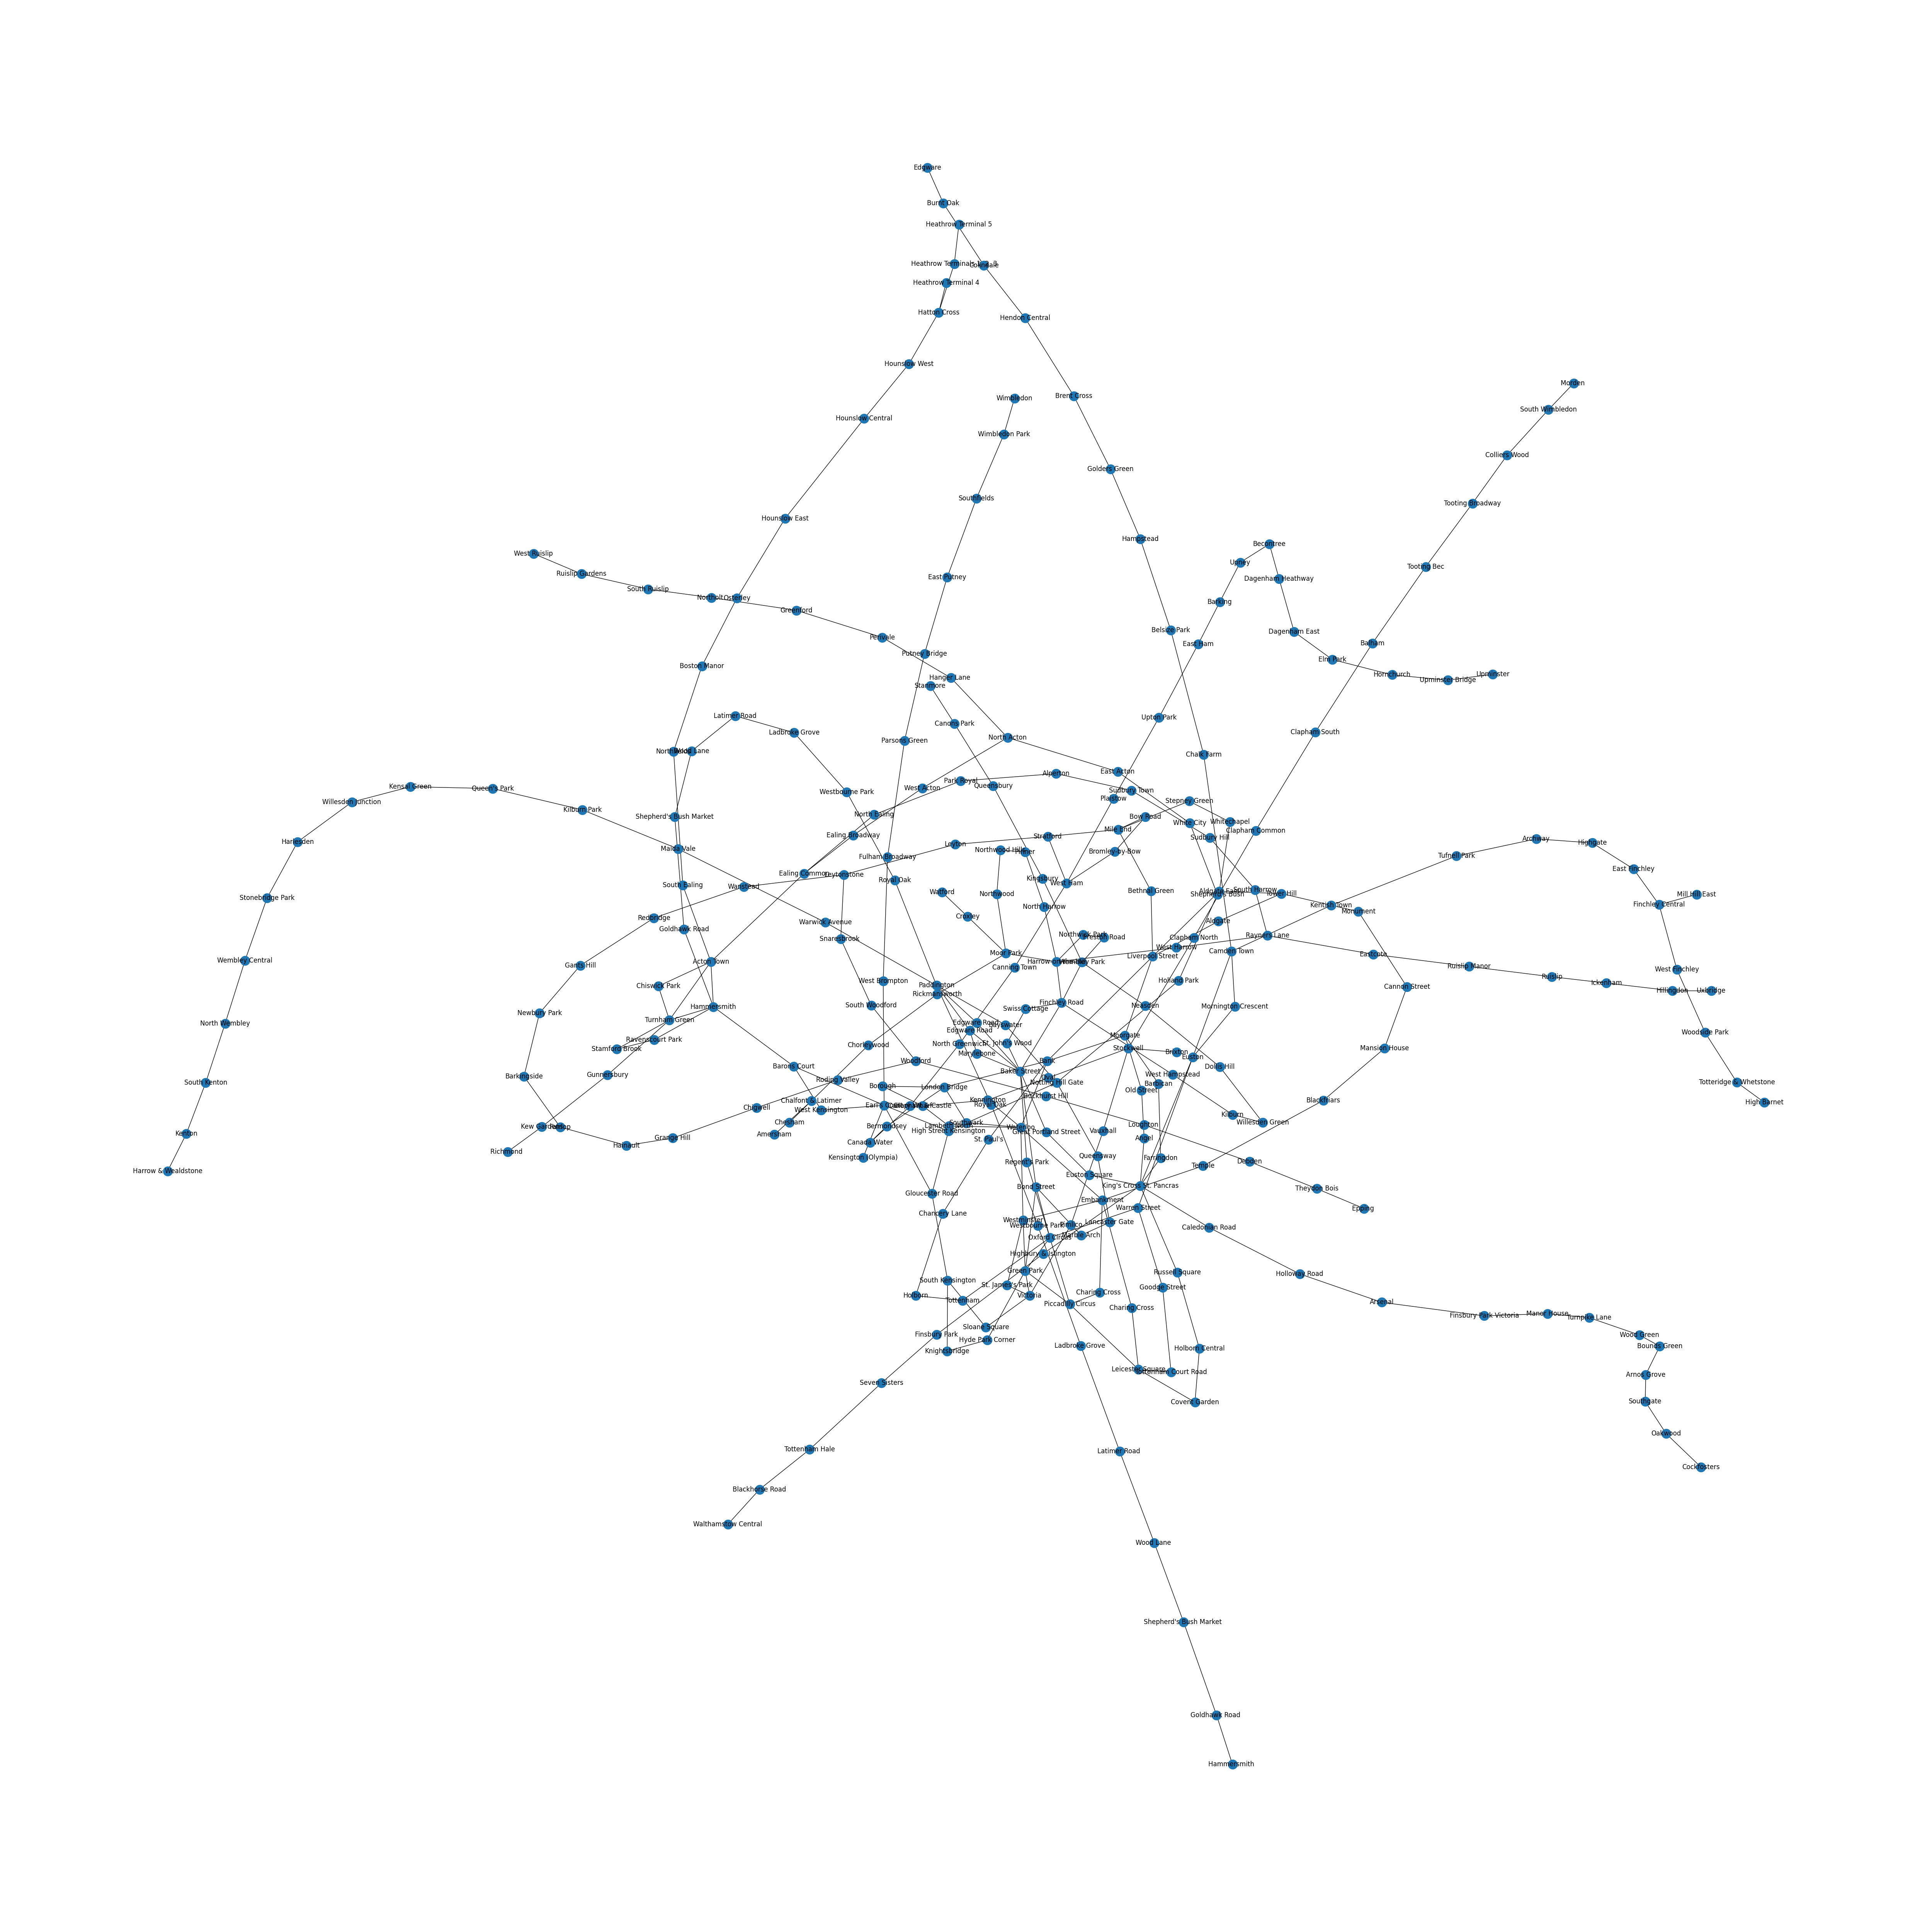 Edgware
Burnt Oak
Heathrow Terminal 5
Heathrow Terminals 1, 2, 3
Colindale
Heathrow Terminal 4
Hatton Cross
Hendon Central
Hounslow West
Morden
Brent Cross
Wimbledon
South Wimbledon
Hounslow Central
Wimbledon Park
Colliers Wood
Golders Green
Southfields
Tooting Broadway
Hounslow East
Hampstead
Becontree
West Ruislip
Upney
Tooting Bec
Ruislip Gardens
East Putney
Dagenham Heathway
South Ruislip
Northolt
Osterley
Barking
Greenford
Belsize Park
Dagenham East
Perivale
East Ham
Balham
Putney Bridge
Elm Park
Boston Manor
Hanger Lane
Hornchurch
Upminster
Upminster Bridge
Stanmore
Latimer Road
Upton Park
Canons Park
Ladbroke Grove
Clapham South
North Acton
Parsons Green
Northfields
Wood Lane
Chalk Farm
East Acton
Alperton
Park Royal
Queensbury
Kensal Green
Queen's Park
West Acton
Sudbury Town
Westbourne Park
Plaistow
Stepney Green
Willesden Junction
Kilburn Park
North Ealing
Shepherd's Bush Market
Bow Road
White City
Whitechapel
Mile End
Clapham Common
Ealing Broadway
Stratford
Sudbury Hill
Archway
Harlesden
Highgate
Leyton
Maida Vale
Northwood Hills
Pinner
Bromley-by-Bow
Tufnell Park
Fulham Broadway
East Finchley
Ealing Common
Leytonstone
Kingsbury
Royal Oak
West Ham
South Ealing
Wanstead
Watford
Northwood
Bethnal Green
Aldgate East
Shepherd's Bush
South Harrow
Tower Hill
Mill Hill East
Stonebridge Park
Finchley Central
North Harrow
Kentish Town
Monument
Redbridge
Croxley
Warwick Avenue
Aldgate
Goldhawk Road
Northwick Park
Preston Road
Clapham North
Rayners Lane
Snaresbrook
West Harrow
Moor Park
Camden Town
Eastcote
Liverpool Street
Wembley Central
Acton Town
Harrow-on-the-Hill
Wembley Park
Gants Hill
Canning Town
Ruislip Manor
West Finchley
Ruislip
West Brompton
Holland Park
Ickenham
Chiswick Park
Paddington
Cannon Street
Hillingdon
Uxbridge
Rickmansworth
Finchley Road
South Woodford
Neasden
Hammersmith
Swiss Cottage
Mornington Crescent
Newbury Park
Turnham Green
North Wembley
Edgware Road
Bayswater
Edgware Road
Woodside Park
Moorgate
Ravenscourt Park
North Greenwich
St. John's Wood
Chorleywood
Stamford Brook
Stockwell
Mansion House
Marylebone
Brixton
Euston
Woodford
Bank
Barons Court
Dollis Hill
Baker Street
Gunnersbury
Barkingside
West Hampstead
Roding Valley
Oval
South Kenton
Notting Hill Gate
Totteridge & Whetstone
Barbican
Borough
London Bridge
Old Street
Buckhurst Hill
Chalfont & Latimer
Kennington
Blackfriars
High Barnet
Royal Oak
Earl's Court
Chigwell
West Kensington
Kilburn
Chesham
Willesden Green
Southwark
Loughton
Lambeth North
Bermondsey
Kew Gardens
Fairlop
Waterloo
High Street Kensington
Great Portland Street
Vauxhall
Kenton
Amersham
Grange Hill
Angel
St. Paul's
Canada Water
Hainault
Richmond
Queensway
Kensington (Olympia)
Farringdon
Regent's Park
Debden
Temple
Harrow & Wealdstone
Euston Square
King's Cross St. Pancras
Bond Street
Theydon Bois
Gloucester Road
Embankment
Warren Street
Epping
Chancery Lane
Westminster
Lancaster Gate
Westbourne Park
Pimlico
Caledonian Road
Marble Arch
Oxford Circus
Highbury & Islington
Green Park
Russell Square
Holloway Road
South Kensington
St. James's Park
Goodge Street
Charing Cross
Holborn
Victoria
Tottenham
Arsenal
Piccadilly Circus
Charing Cross
Manor House
Finsbury Park Victoria
Turnpike Lane
Sloane Square
Finsbury Park
Wood Green
Hyde Park Corner
Ladbroke Grove
Bounds Green
Holborn Central
Knightsbridge
Leicester Square
Tottenham Court Road
Arnos Grove
Seven Sisters
Southgate
Covent Garden
Oakwood
Tottenham Hale
Latimer Road
Cockfosters
Blackhorse Road
Walthamstow Central
Wood Lane
Shepherd's Bush Market
Goldhawk Road
Hammersmith